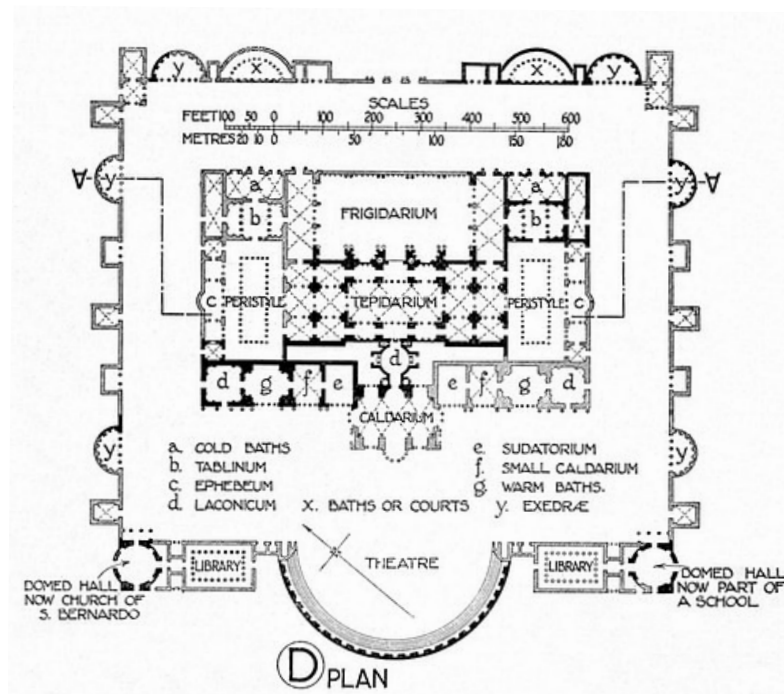 y x x y
SCALES
FEET 100 50 0 100 200 300 400 500 600
METRES 20 10 0 50 100 150 180
A y y A
a a
b FRIGIDARIUM b
C PERISTYLE TEPIDARIUM PERISTYLE C
d
d g f e e f g d
CALDARIUM
y y
a. COLD BATHS
b. TABLINUM
c. EPHEBEUM
d. LACONICUM
x. BATHS OR COURTS
e. SUDATORIUM
f. SMALL CALDARIUM
g. WARM BATHS.
y. EXEDRÆ
THEATRE
LIBRARY LIBRARY
DOMED HALL
NOW CHURCH OF
S. BERNARDO
DOMED HALL
NOW PART OF
A SCHOOL
D PLAN